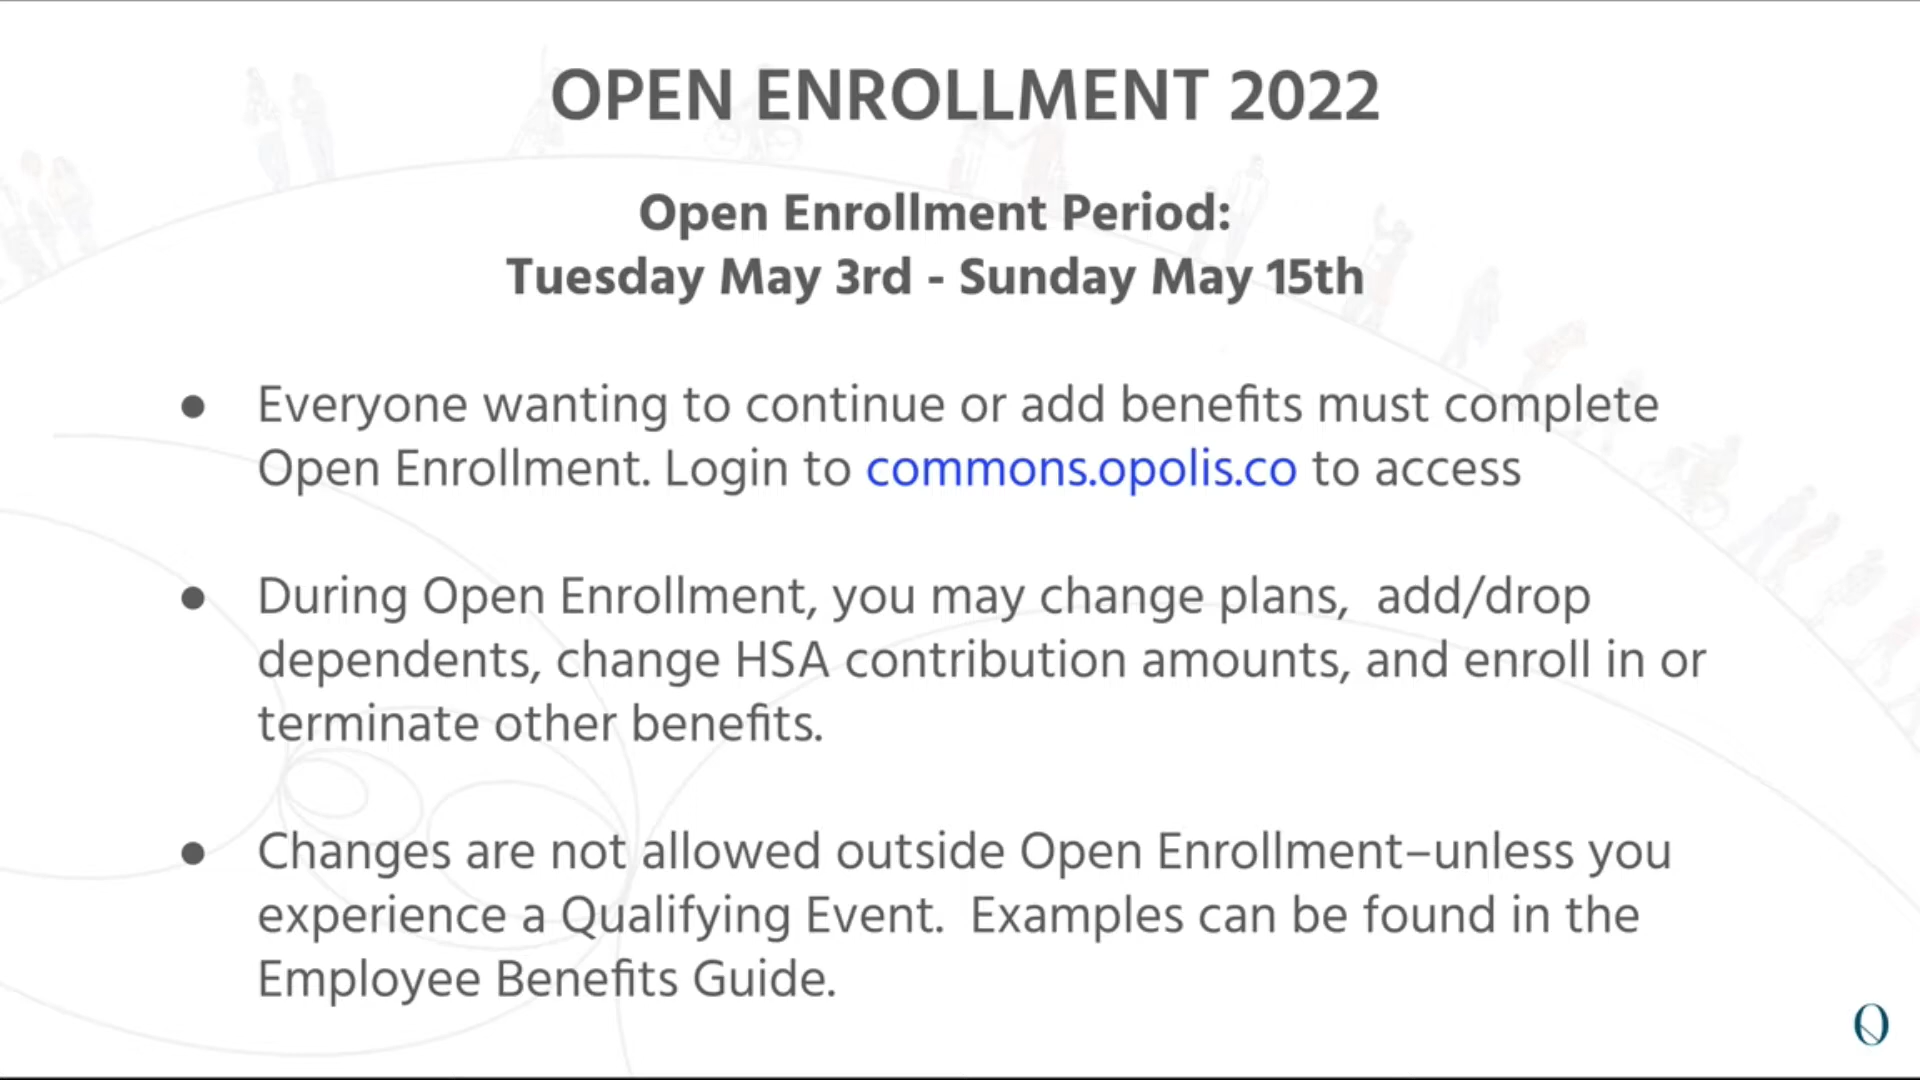 OPEN ENROLLMENT 2022
Open Enrollment Period:
Tuesday May 3rd - Sunday May 15th
● Everyone wanting to continue or add benefits must complete
Open Enrollment. Login to commons.opolis.co to access
● During Open Enrollment, you may change plans,  add/drop
dependents, change HSA contribution amounts, and enroll in or
terminate other benefits.
● Changes are not allowed outside Open Enrollment–unless you
experience a Qualifying Event.  Examples can be found in the
Employee Benefits Guide.